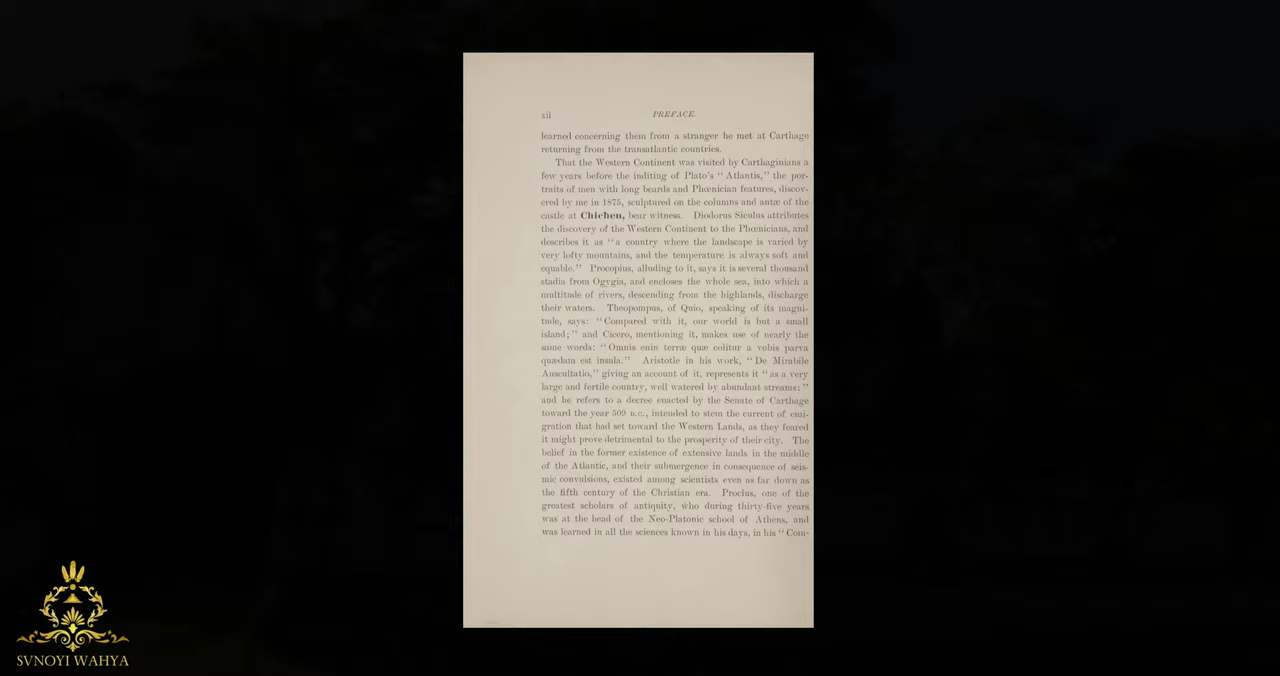 xii PREFACE.
learned concerning them from a stranger he met at Carthage
returning from the transatlantic countries.
That the Western Continent was visited by Carthaginians a
few years before the inditing of Plato's "Atlantis," the por-
traits of men with long beards and Phœnician features, discov-
ered by me in 1875, sculptured on the columns and antæ of the
castle at Chicħen, bear witness. Diodorus Siculus attributes
the discovery of the Western Continent to the Phœnicians, and
describes it as "a country where the landscape is varied by
very lofty mountains, and the temperature is always soft and
equable." Procopius, alluding to it, says it is several thousand
stadia from Ogygia, and encloses the whole sea, into which a
multitude of rivers, descending from the highlands, discharge
their waters. Theopompus, of Quio, speaking of its magni-
tude, says: "Compared with it, our world is but a small
island;" and Cicero, mentioning it, makes use of nearly the
same words: "Omnis enin terræ quæ colitur a vobis parva
quædam est insula." Aristotle in his work, "De Mirabile
Auscultatio," giving an account of it, represents it "as a very
large and fertile country, well watered by abundant streams;"
and he refers to a decree enacted by the Senate of Carthage
toward the year 509 B.C., intended to stem the current of emi-
gration that had set toward the Western Lands, as they feared
it might prove detrimental to the prosperity of their city. The
belief in the former existence of extensive lands in the middle
of the Atlantic, and their submergence in consequence of seis-
mic convulsions, existed among scientists even as far down as
the fifth century of the Christian era. Proclus, one of the
greatest scholars of antiquity, who during thirty-five years
was at the head of the Neo-Platonic school of Athens, and
was learned in all the sciences known in his days, in his "Com-
SVNOYI WAHYA